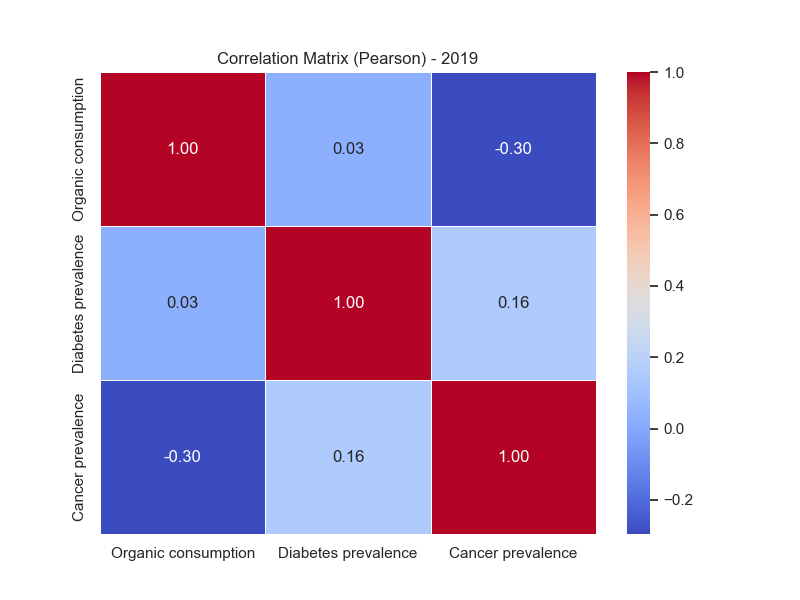 Correlation Matrix (Pearson) - 2019
Organic consumption
1.00
0.03
-0.30
Diabetes prevalence
0.03
1.00
0.16
Cancer prevalence
-0.30
0.16
1.00
Organic consumption
Diabetes prevalence
Cancer prevalence
1.0
0.8
0.6
0.4
0.2
0.0
−0.2